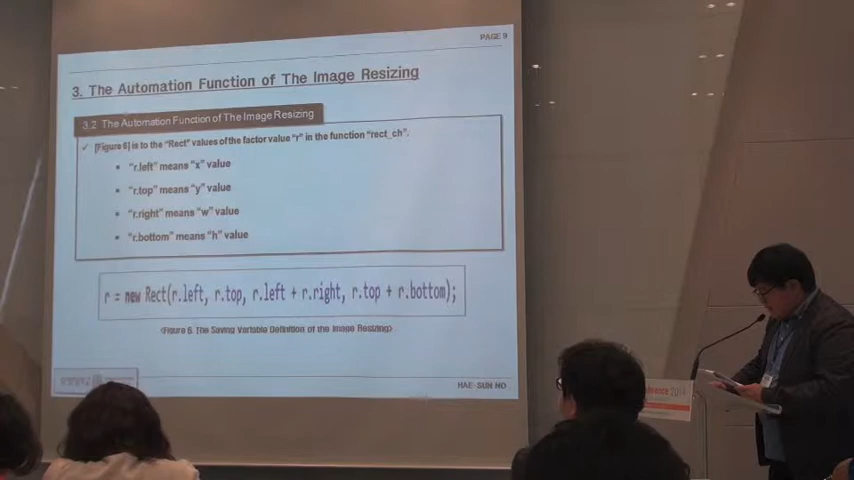 PAGE 9
3. The Automation Function of The Image Resizing
3.2 The Automation Function of The Image Resizing
✓ [Figure 6] is to the "Rect" values of the factor value "r" in the function "rect_ch".
• "r.left" means "x" value
• "r.top" means "y" value
• "r.right" means "w" value
• "r.bottom" means "h" value
r = new Rect(r.left, r.top, r.left + r.right, r.top + r.bottom);
<Figure 6. The Saving Variable Definition of the Image Resizing>
HAE-SUN NO